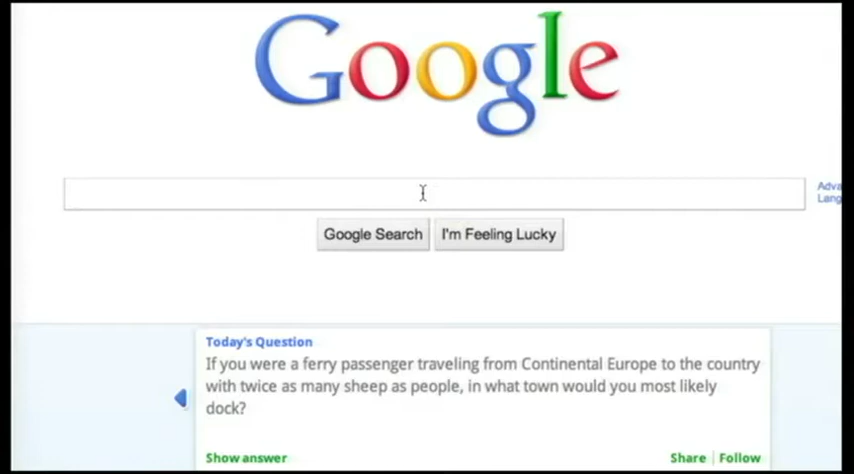 Google
Adva
Lang
Google Search I'm Feeling Lucky
Today's Question
If you were a ferry passenger traveling from Continental Europe to the country
with twice as many sheep as people, in what town would you most likely
dock?
Show answer Share Follow